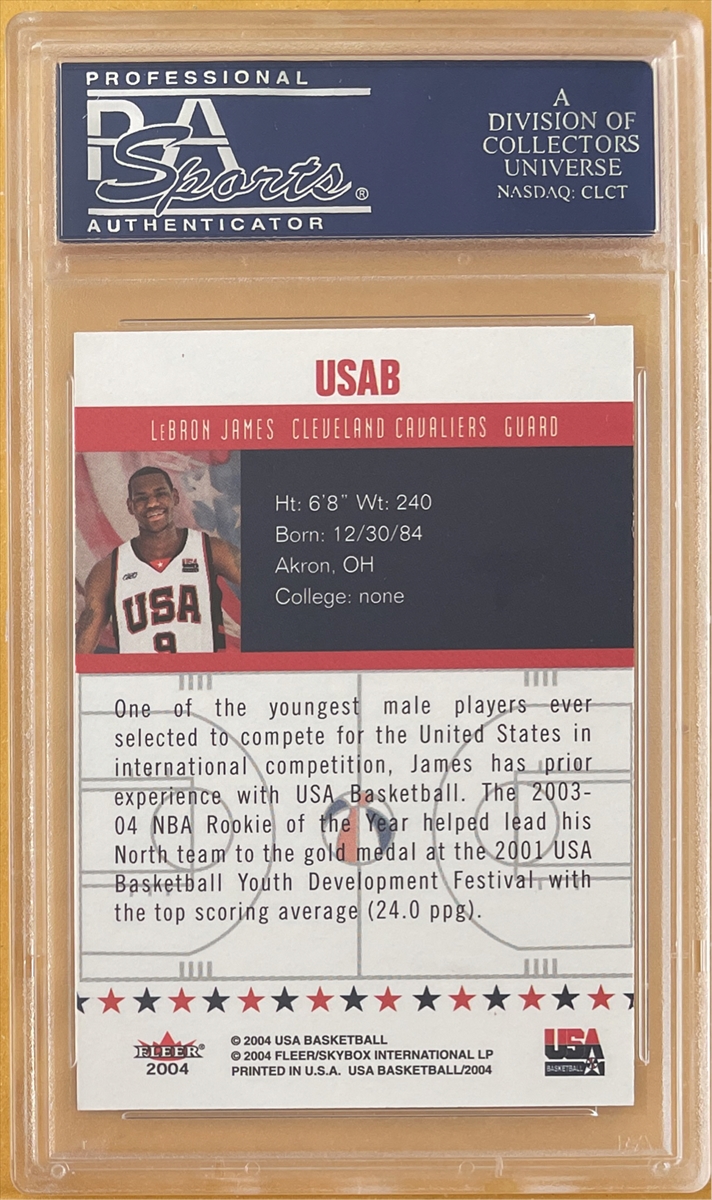 PROFESSIONAL
PSA
Sports®
AUTHENTICATOR
A
DIVISION OF
COLLECTORS
UNIVERSE
NASDAQ: CLCT
USAB
LeBRON JAMES CLEVELAND CAVALIERS GUARD
Ht: 6'8" Wt: 240
Born: 12/30/84
Akron, OH
College: none
USA
9
One of the youngest male players ever
selected to compete for the United States in
international competition, James has prior
experience with USA Basketball. The 2003-
04 NBA Rookie of the Year helped lead his
North team to the gold medal at the 2001 USA
Basketball Youth Development Festival with
the top scoring average (24.0 ppg).
FLEER®
2004
© 2004 USA BASKETBALL
© 2004 FLEER/SKYBOX INTERNATIONAL LP
PRINTED IN U.S.A. USA BASKETBALL/2004
USA
BASKETBALL